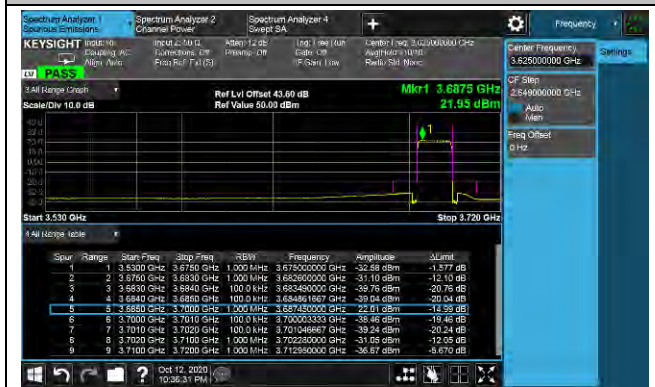 Spectrum Analyzer 1
Spurious Emissions
Spectrum Analyzer 2
Channel Power
Spectrum Analyzer 4
Swept SA
Frequency
KEYSIGHT Input: RF
Coupling: AC
Align: Auto
Input Z: 50 Ω
Corrections: Off
Freq Ref: Ext (S)
Atten: 12 dB
Preamp: Off
Trig: Free Run
Gate: Off
IF Gain: Low
Center Freq: 3.625000000 GHz
Avg|Hold: 10/10
Radio Std: None
Center Frequency
3.625000000 GHz
Settings
CF Step
2.649000000 GHz
Auto
Man
Freq Offset
0 Hz
PASS
3 All Range Graph
Scale/Div 10.0 dB
Ref Lvl Offset 43.60 dB
Ref Value 50.00 dBm
Mkr1 3.6875 GHz
21.95 dBm
Start 3.530 GHz
Stop 3.720 GHz
4 All Range Table
Spur Range Start Freq Stop Freq RBW Frequency Amplitude ΔLimit
1 1 3.5300 GHz 3.6750 GHz 1.000 MHz 3.675000000 GHz -32.58 dBm -1.577 dB
2 2 3.6750 GHz 3.6830 GHz 1.000 MHz 3.682600000 GHz -31.10 dBm -12.10 dB
3 3 3.6830 GHz 3.6840 GHz 100.0 kHz 3.683490000 GHz -39.76 dBm -20.76 dB
4 4 3.6840 GHz 3.6850 GHz 100.0 kHz 3.684861667 GHz -39.04 dBm -20.04 dB
5 5 3.6850 GHz 3.7000 GHz 1.000 MHz 3.687450000 GHz 22.01 dBm -14.99 dB
6 6 3.7000 GHz 3.7010 GHz 100.0 kHz 3.700003333 GHz -38.46 dBm -19.46 dB
7 7 3.7010 GHz 3.7020 GHz 100.0 kHz 3.701046667 GHz -39.24 dBm -20.24 dB
8 8 3.7020 GHz 3.7100 GHz 1.000 MHz 3.702280000 GHz -31.05 dBm -12.05 dB
9 9 3.7100 GHz 3.7200 GHz 1.000 MHz 3.712950000 GHz -36.67 dBm -5.670 dB
Oct 12, 2020
10:36:31 PM